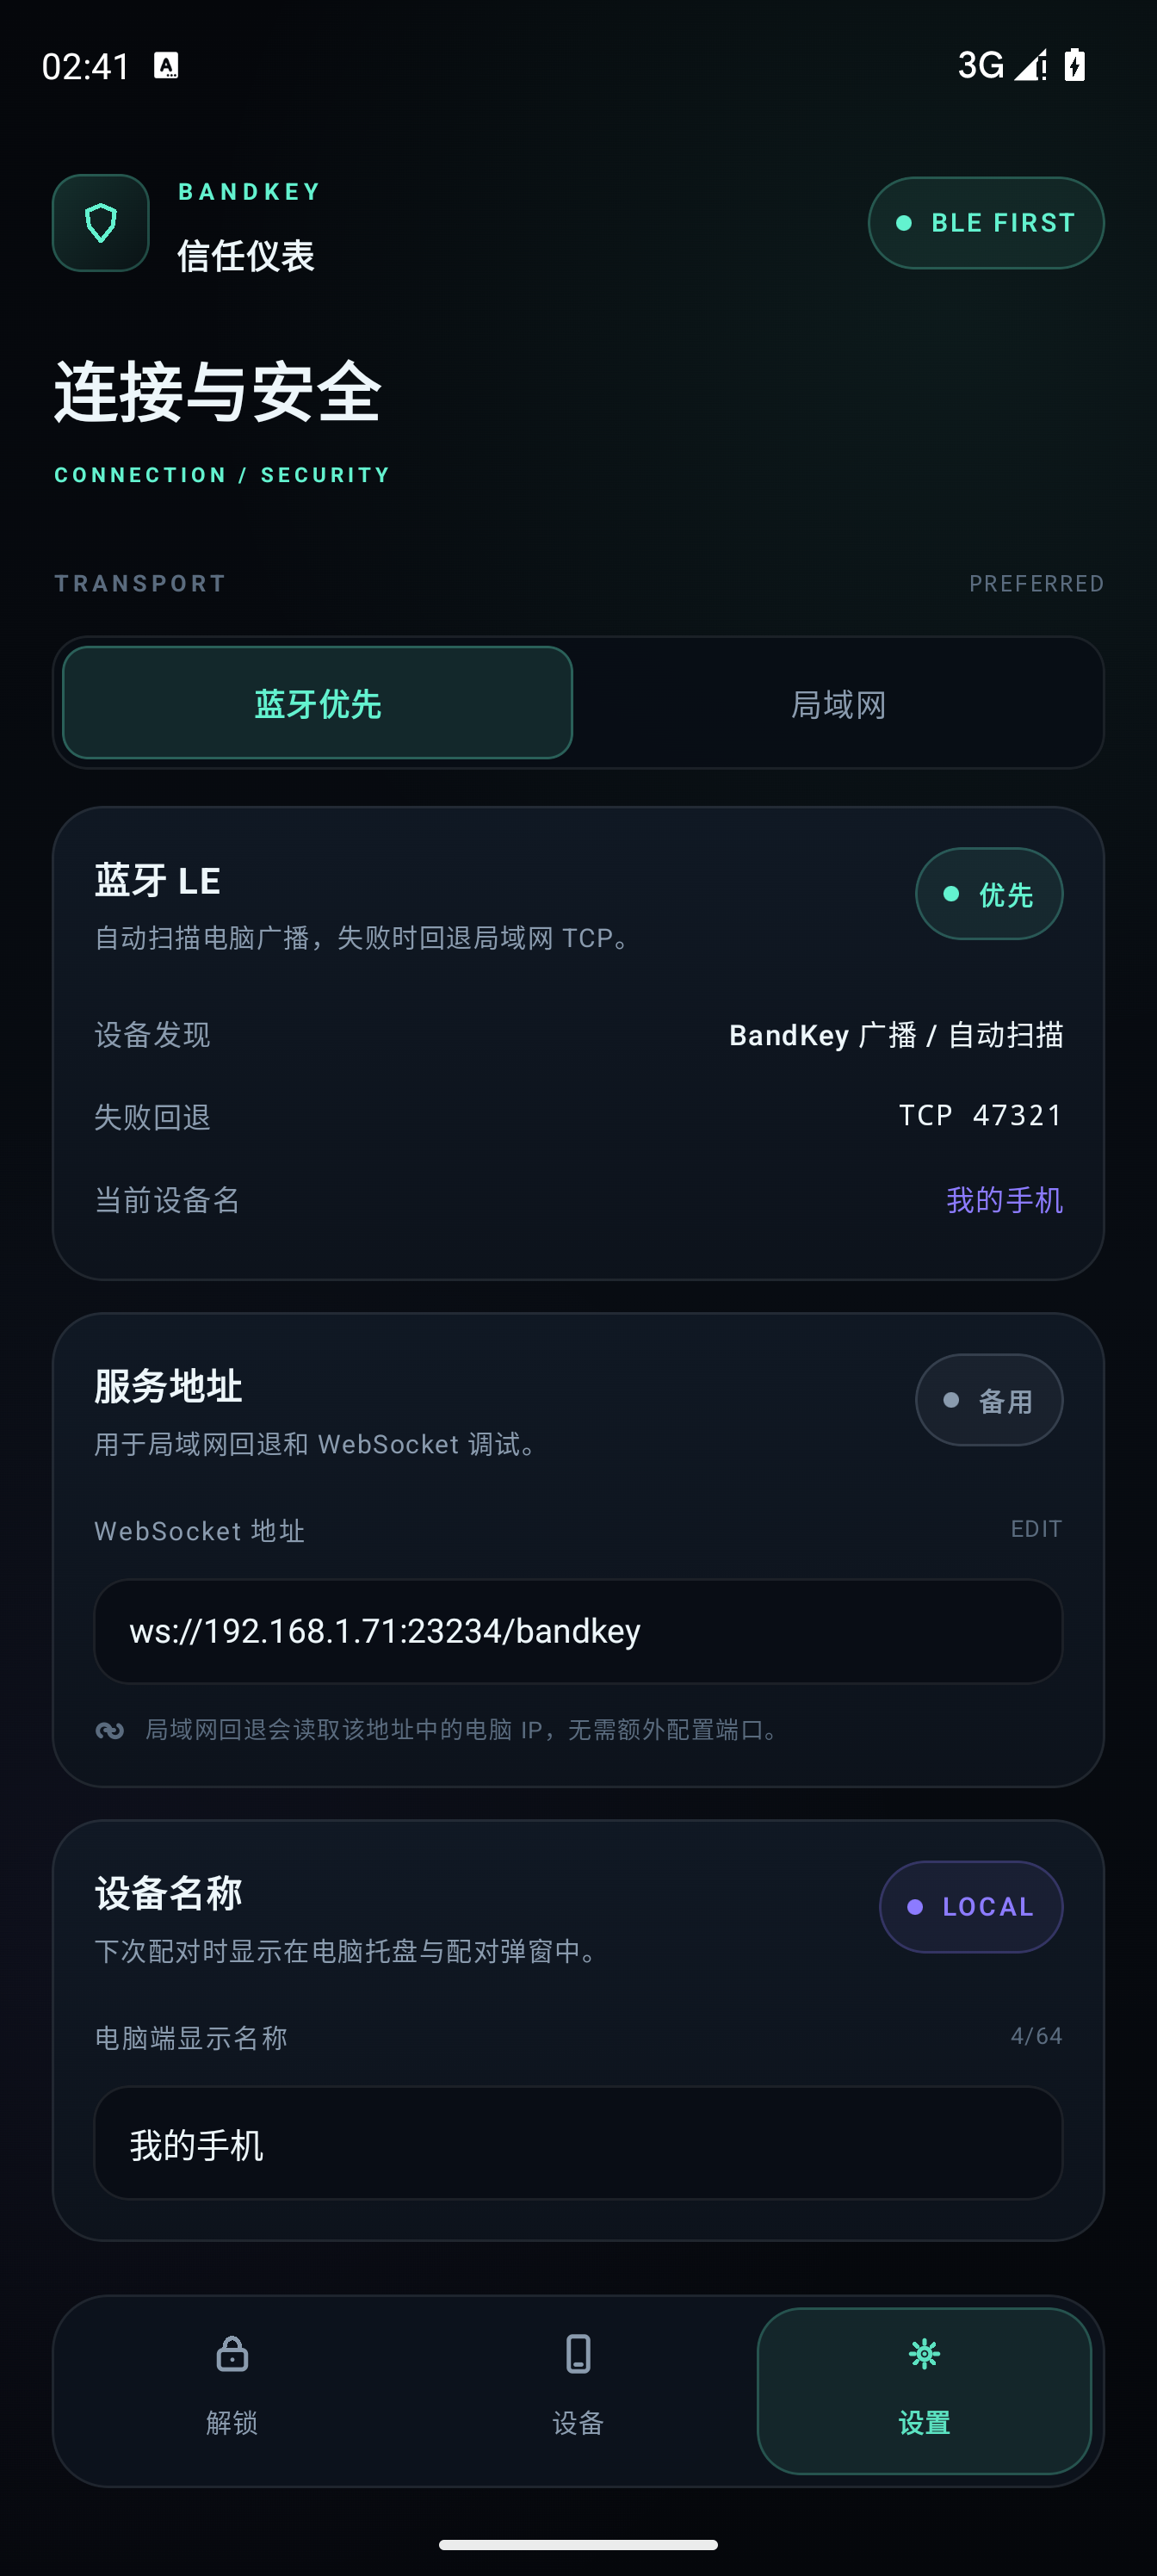 02:41
3G
BANDKEY
信任仪表
BLE FIRST
连接与安全
CONNECTION / SECURITY
TRANSPORT
PREFERRED
蓝牙优先
局域网
蓝牙 LE
优先
自动扫描电脑广播，失败时回退局域网 TCP。
设备发现
BandKey 广播 / 自动扫描
失败回退
TCP 47321
当前设备名
我的手机
服务地址
备用
用于局域网回退和 WebSocket 调试。
WebSocket 地址
EDIT
ws://192.168.1.71:23234/bandkey
局域网回退会读取该地址中的电脑 IP，无需额外配置端口。
设备名称
LOCAL
下次配对时显示在电脑托盘与配对弹窗中。
电脑端显示名称
4/64
我的手机
解锁
设备
设置